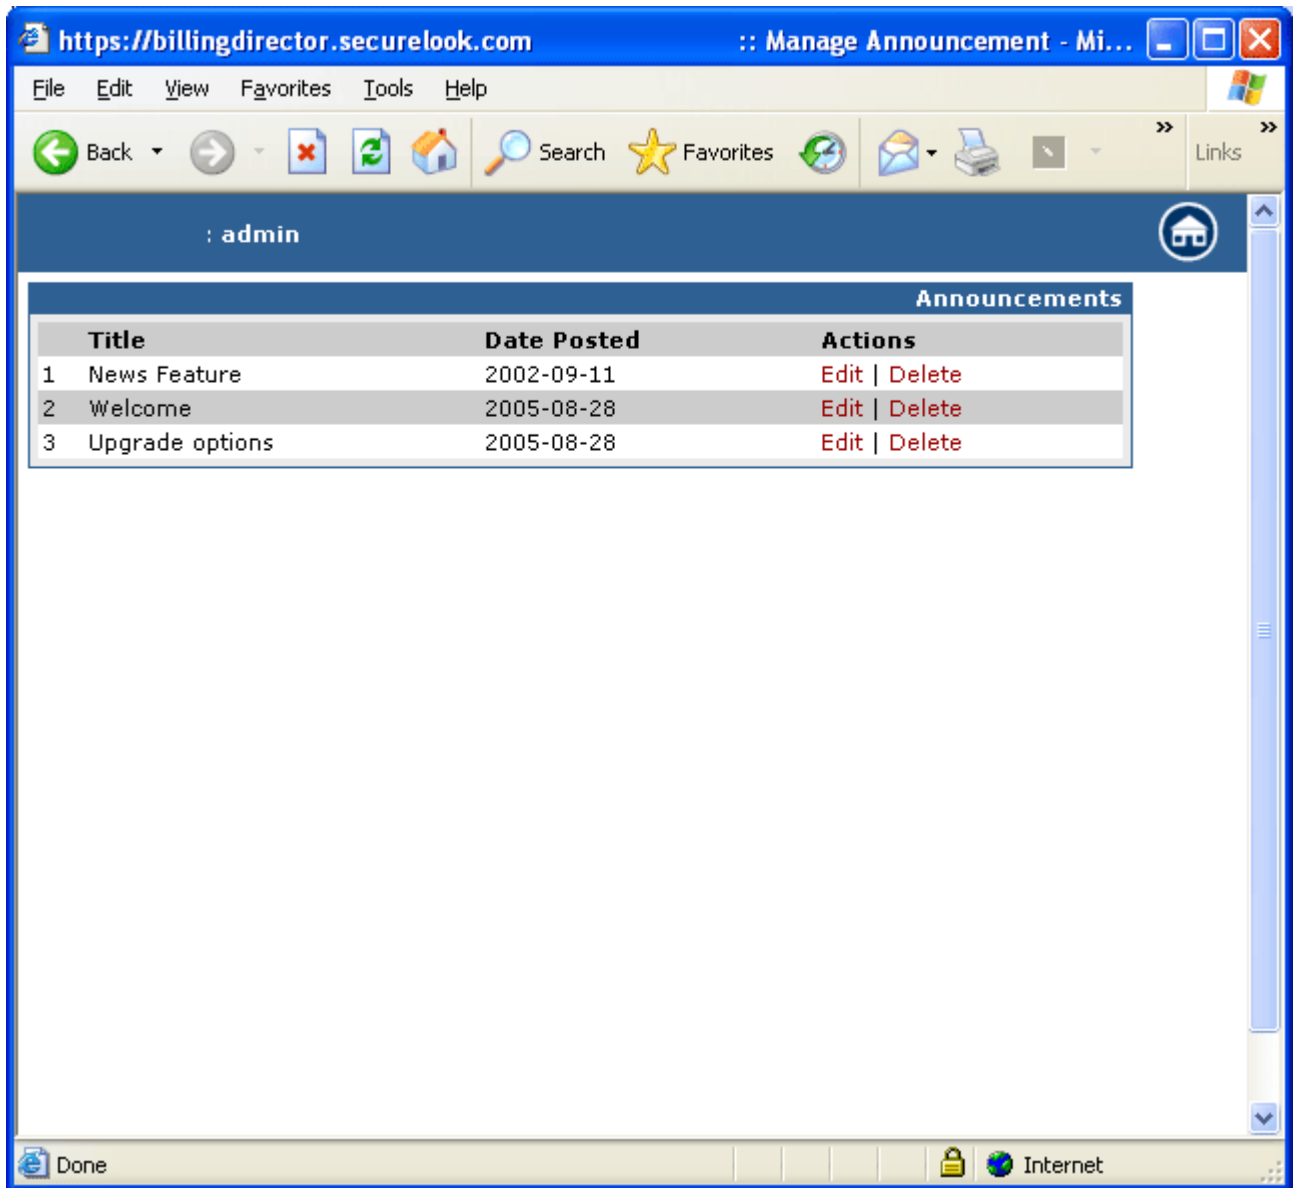 https://billingdirector.securelook.com :: Manage Announcement - Mi...
File Edit View Favorites Tools Help
Back Search Favorites » Links »
: admin
Announcements
Title Date Posted Actions
1 News Feature 2002-09-11 Edit | Delete
2 Welcome 2005-08-28 Edit | Delete
3 Upgrade options 2005-08-28 Edit | Delete
Done Internet